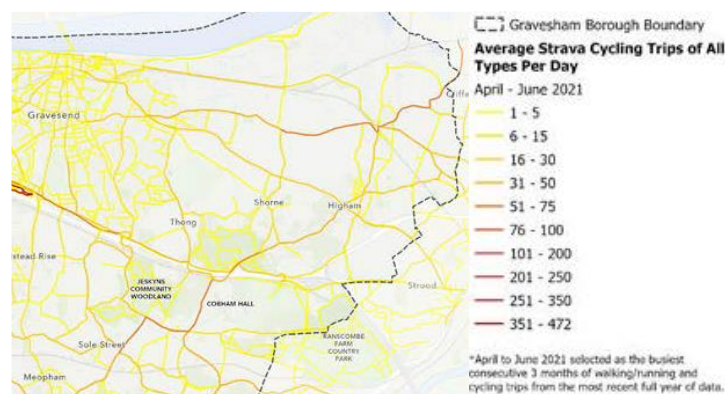 Gravesend
Cliffe
Thong
Shorne
Higham
stead Rise
JESKYNS
COMMUNITY
WOODLAND
COBHAM HALL
Strood
Sole Street
RANSCOMBE
FARM
COUNTRY
PARK
Meopham
Gravesham Borough Boundary
Average Strava Cycling Trips of All
Types Per Day
April - June 2021
1 - 5
6 - 15
16 - 30
31 - 50
51 - 75
76 - 100
101 - 200
201 - 250
251 - 350
351 - 472
*April to June 2021 selected as the busiest
consecutive 3 months of walking/running and
cycling trips from the most recent full year of data.